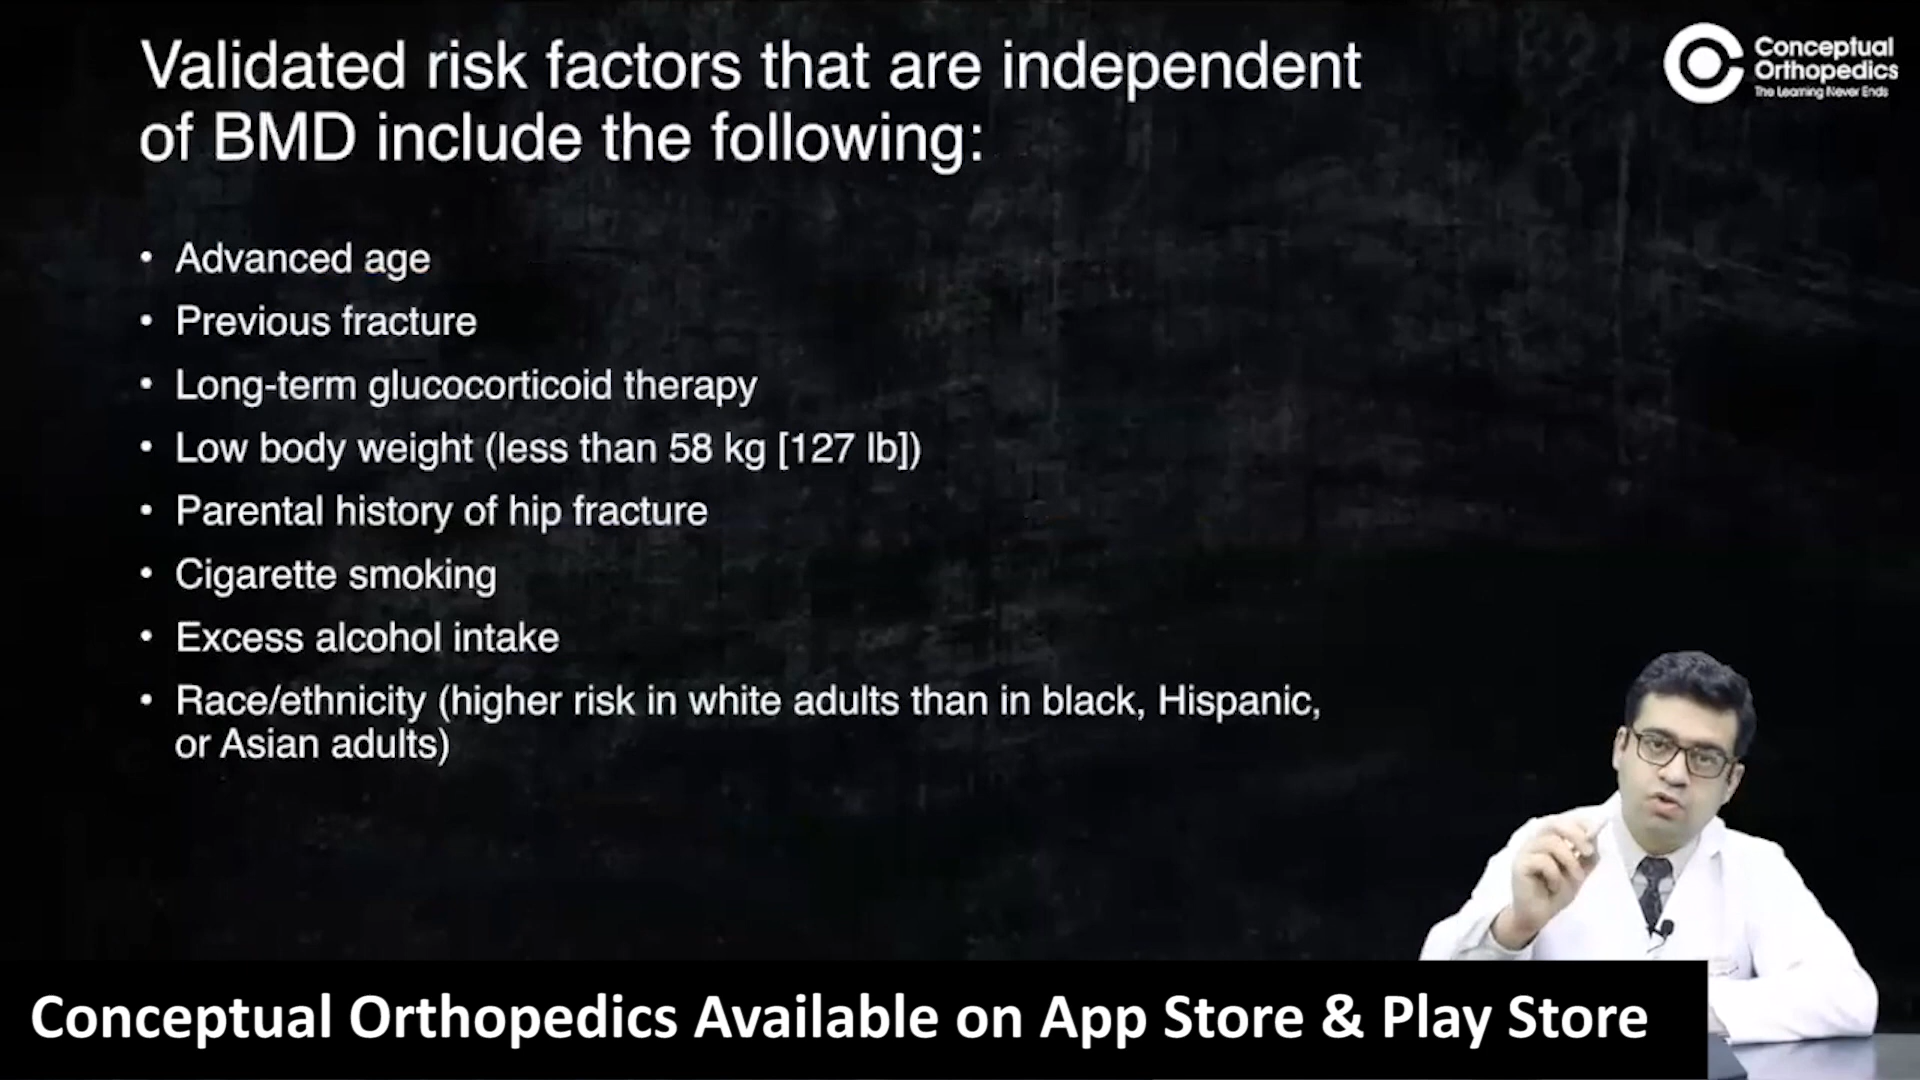 Validated risk factors that are independent
of BMD include the following:
Conceptual
Orthopedics
The Learning Never Ends
• Advanced age
• Previous fracture
• Long-term glucocorticoid therapy
• Low body weight (less than 58 kg [127 lb])
• Parental history of hip fracture
• Cigarette smoking
• Excess alcohol intake
• Race/ethnicity (higher risk in white adults than in black, Hispanic,
or Asian adults)
Conceptual Orthopedics Available on App Store & Play Store